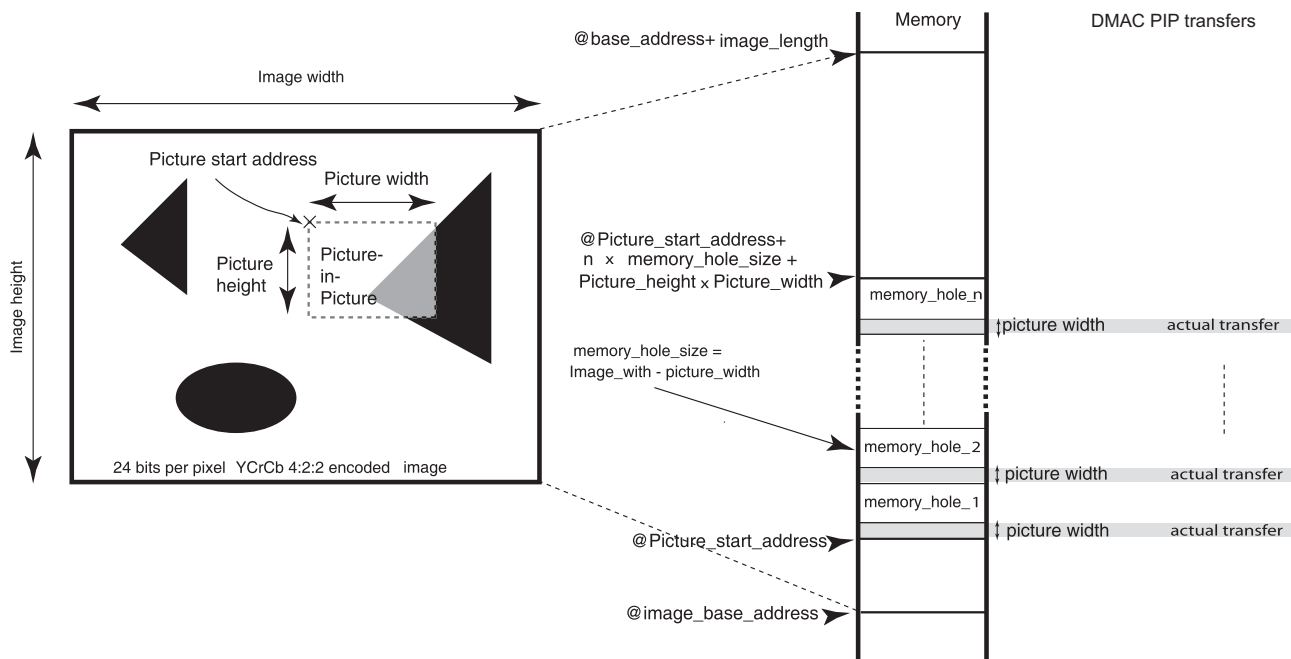 Memory
DMAC PIP transfers
@base_address+ image_length
Image width
Picture start address
Picture width
Image height
Picture
height
Picture-
in-
Picture
24 bits per pixel YCrCb 4:2:2 encoded image
@Picture_start_address+
n x memory_hole_size +
Picture_height x Picture_width
memory_hole_n
picture width
actual transfer
memory_hole_size =
Image_with - picture_width
memory_hole_2
picture width
actual transfer
memory_hole_1
picture width
actual transfer
@Picture_start_address
@image_base_address